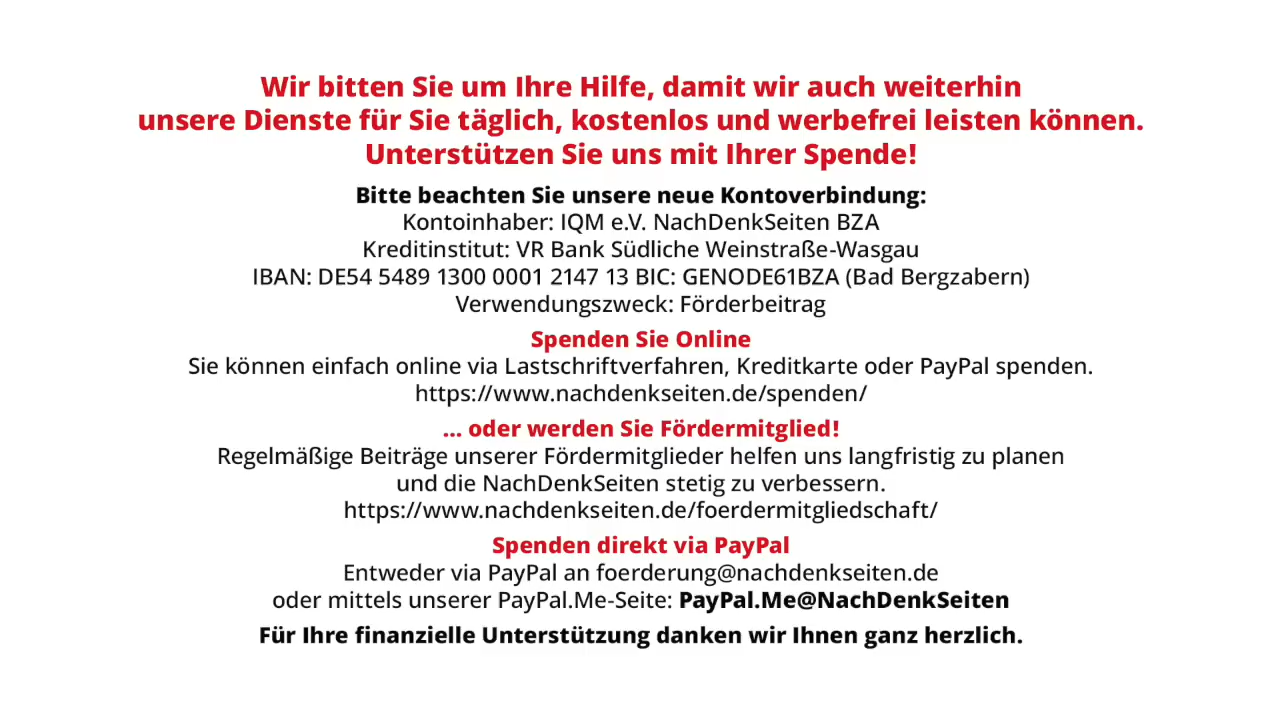 Wir bitten Sie um Ihre Hilfe, damit wir auch weiterhin
unsere Dienste für Sie täglich, kostenlos und werbefrei leisten können.
Unterstützen Sie uns mit Ihrer Spende!
Bitte beachten Sie unsere neue Kontoverbindung:
Kontoinhaber: IQM e.V. NachDenkSeiten BZA
Kreditinstitut: VR Bank Südliche Weinstraße-Wasgau
IBAN: DE54 5489 1300 0001 2147 13 BIC: GENODE61BZA (Bad Bergzabern)
Verwendungszweck: Förderbeitrag
Spenden Sie Online
Sie können einfach online via Lastschriftverfahren, Kreditkarte oder PayPal spenden.
https://www.nachdenkseiten.de/spenden/
... oder werden Sie Fördermitglied!
Regelmäßige Beiträge unserer Fördermitglieder helfen uns langfristig zu planen
und die NachDenkSeiten stetig zu verbessern.
https://www.nachdenkseiten.de/foerdermitgliedschaft/
Spenden direkt via PayPal
Entweder via PayPal an foerderung@nachdenkseiten.de
oder mittels unserer PayPal.Me-Seite: PayPal.Me@NachDenkSeiten
Für Ihre finanzielle Unterstützung danken wir Ihnen ganz herzlich.